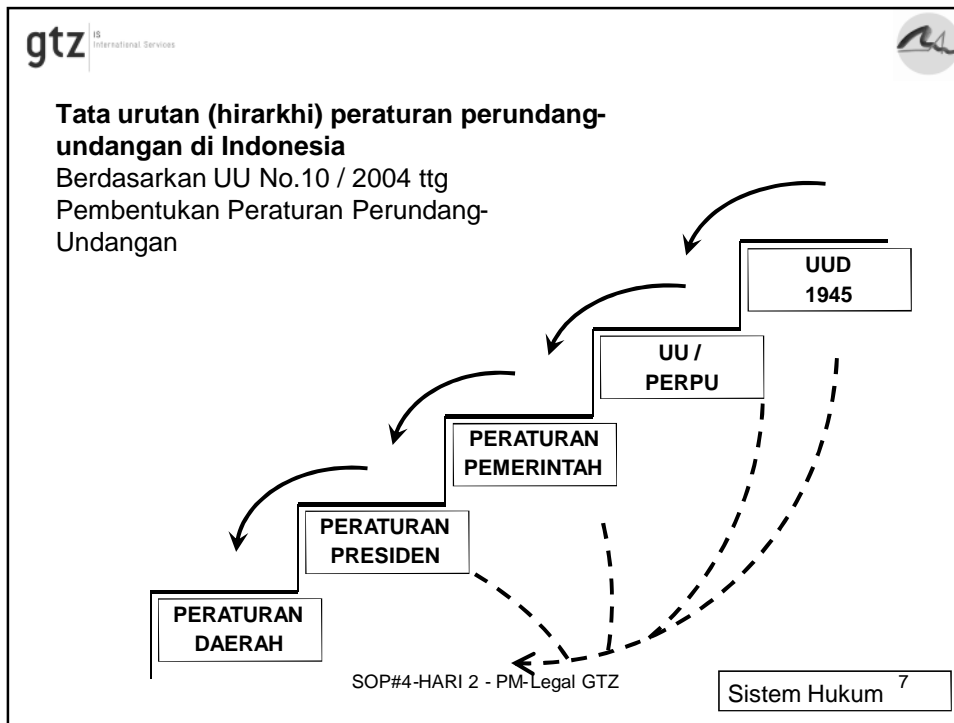 gtz IS
International Services
Tata urutan (hirarkhi) peraturan perundang-
undangan di Indonesia
Berdasarkan UU No.10 / 2004 ttg
Pembentukan Peraturan Perundang-
Undangan
UUD
1945
UU /
PERPU
PERATURAN
PEMERINTAH
PERATURAN
PRESIDEN
PERATURAN
DAERAH
SOP#4-HARI 2 - PM-Legal GTZ
Sistem Hukum 7